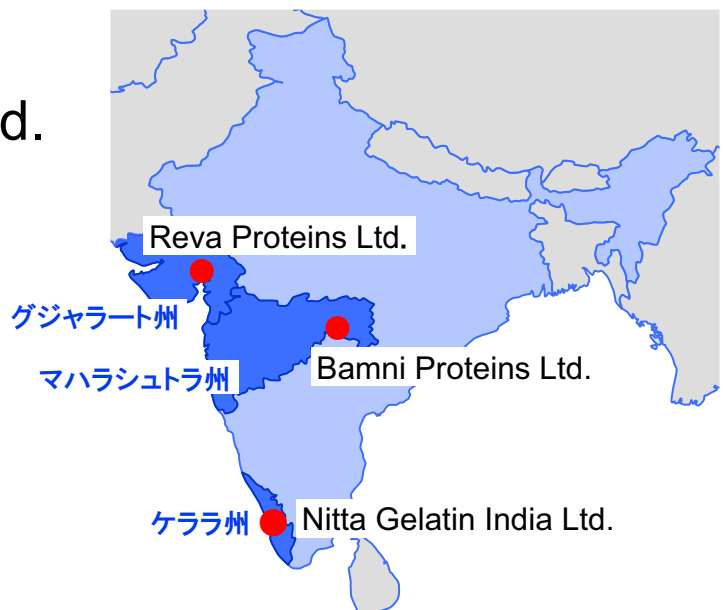 d.
Reva Proteins Ltd.
グジャラート州
マハラシュトラ州
Bamni Proteins Ltd.
ケララ州
Nitta Gelatin India Ltd.